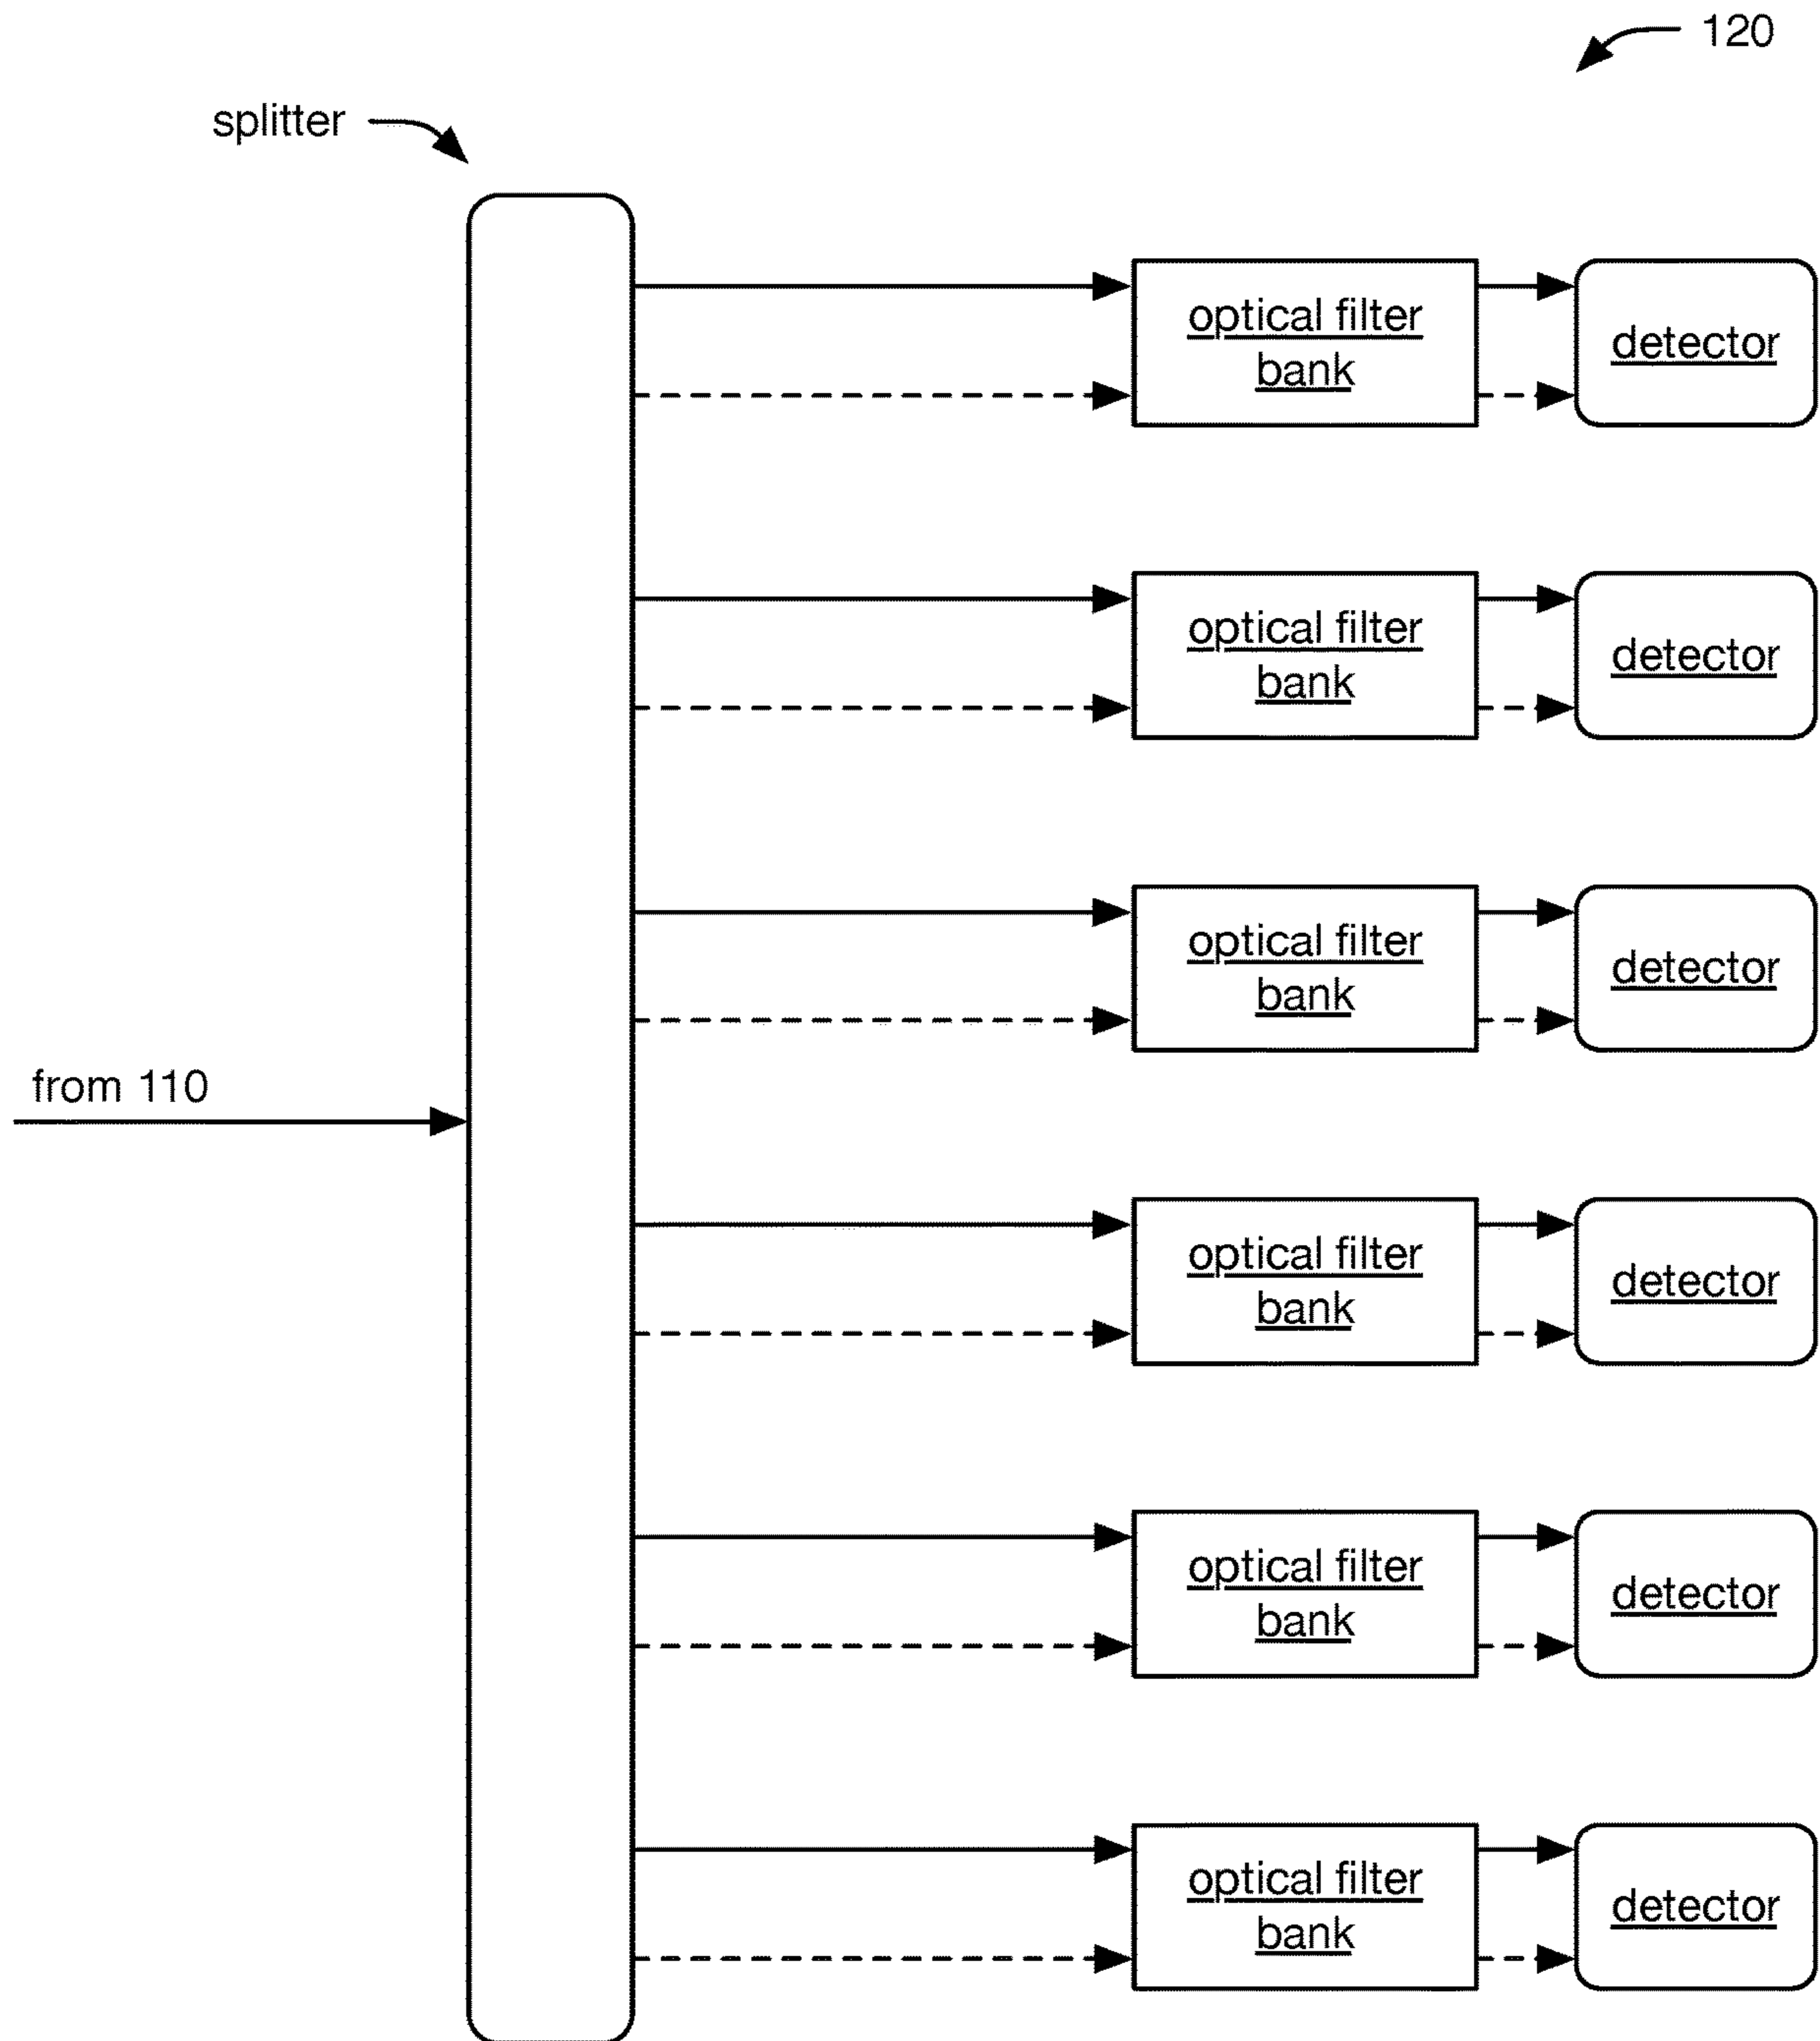 120
splitter
optical filter
bank
detector
optical filter
bank
detector
optical filter
bank
detector
from 110
optical filter
bank
detector
optical filter
bank
detector
optical filter
bank
detector